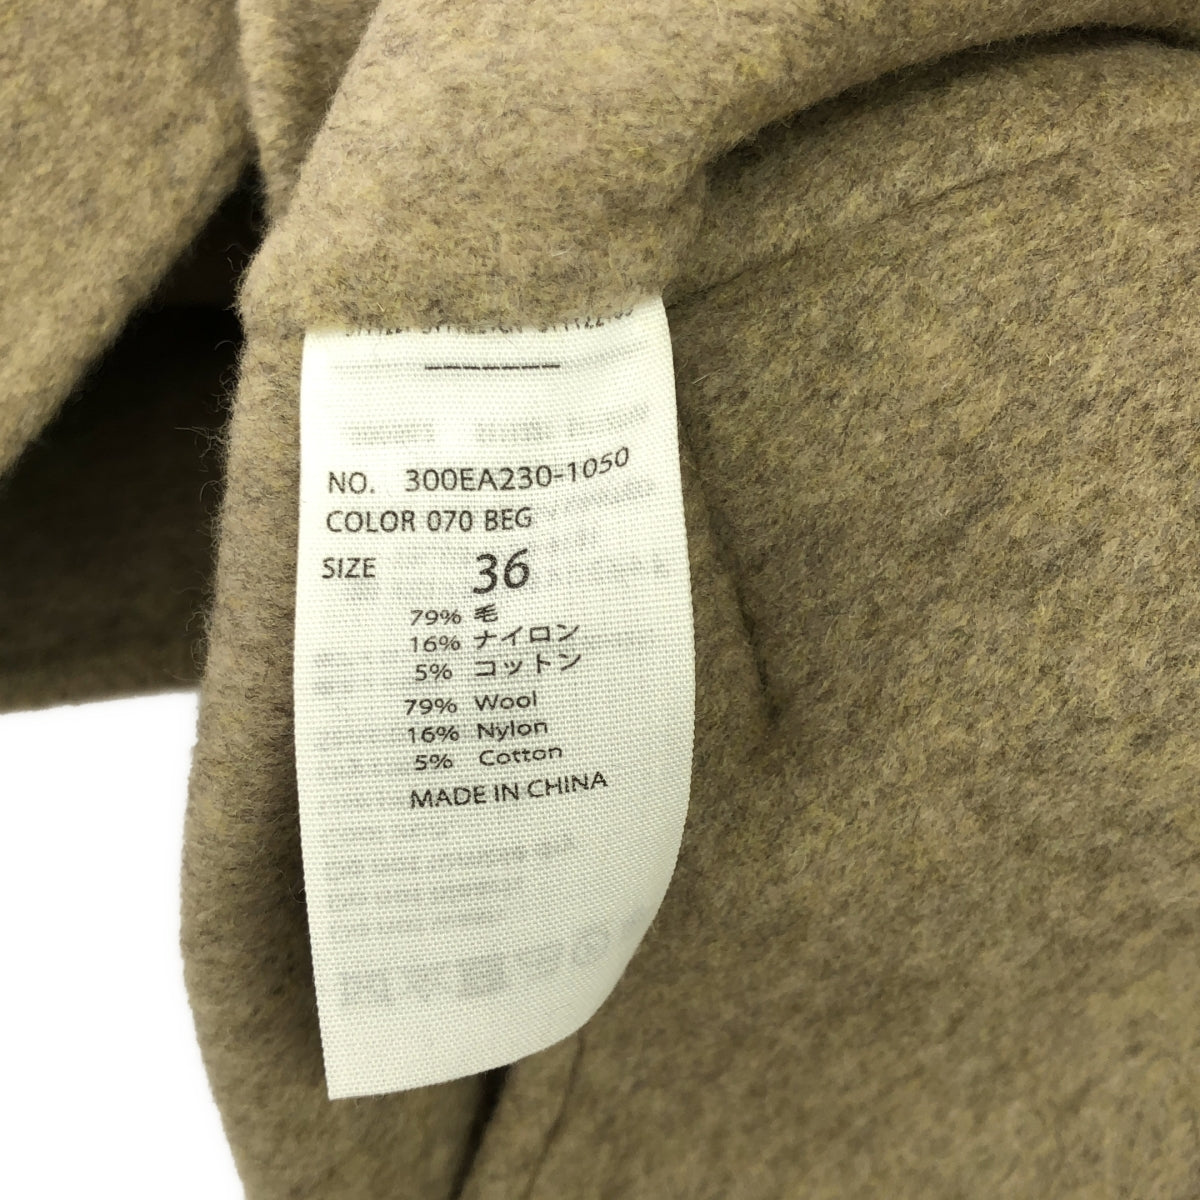 NO. 300EA230-1050
COLOR 070 BEG
SIZE 36
79% 毛
16% ナイロン
5% コットン
79% Wool
16% Nylon
5% Cotton
MADE IN CHINA